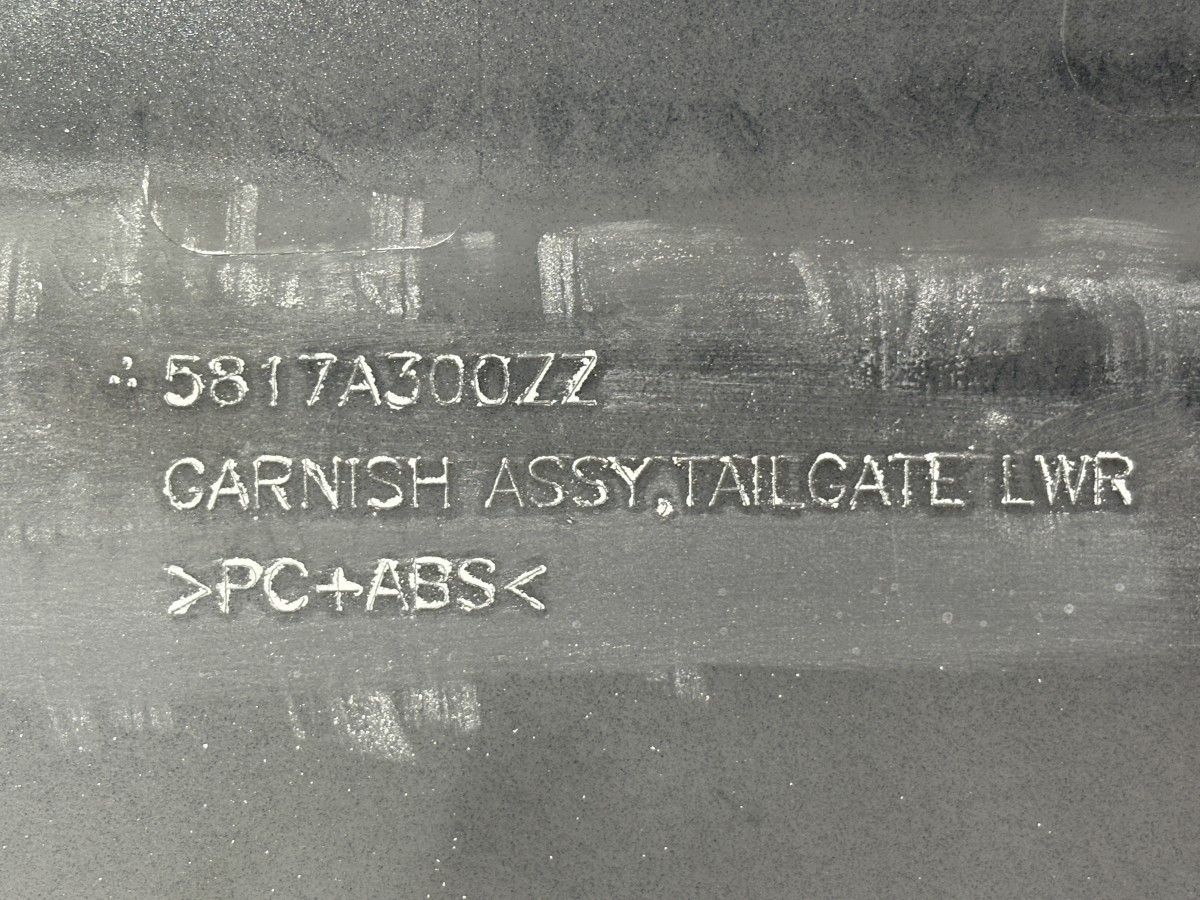 5817A300ZZ
GARNISH ASSY,TAILGATE LWR
>PC+ABS<